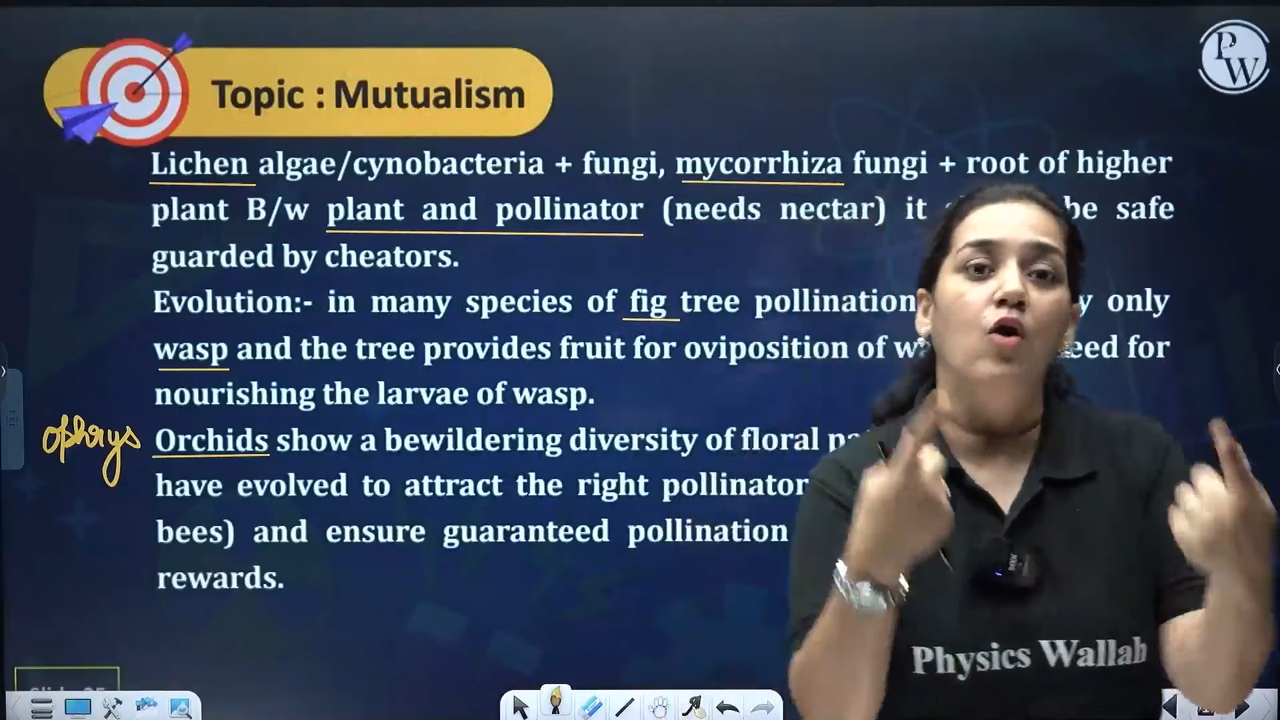 PW
Topic : Mutualism
Lichen algae/cynobacteria + fungi, mycorrhiza fungi + root of higher
plant B/w plant and pollinator (needs nectar) it be safe
guarded by cheators.
Evolution:- in many species of fig tree pollination only
wasp and the tree provides fruit for oviposition of for
nourishing the larvae of wasp.
ophrys Orchids show a bewildering diversity of floral
have evolved to attract the right pollinator
bees) and ensure guaranteed pollination
rewards.
Physics Wallah